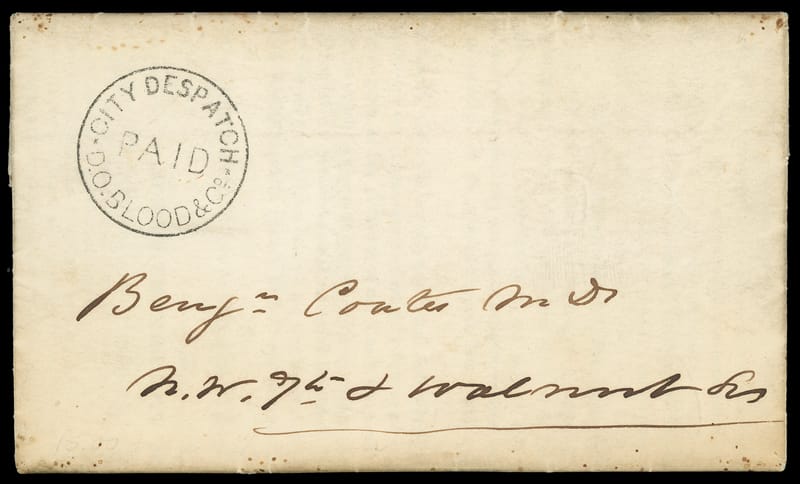 CITY DESPATCH
PAID
D.O. BLOOD & Co.
Benjn Coates M D
N.W. 7th & Walnut Sts